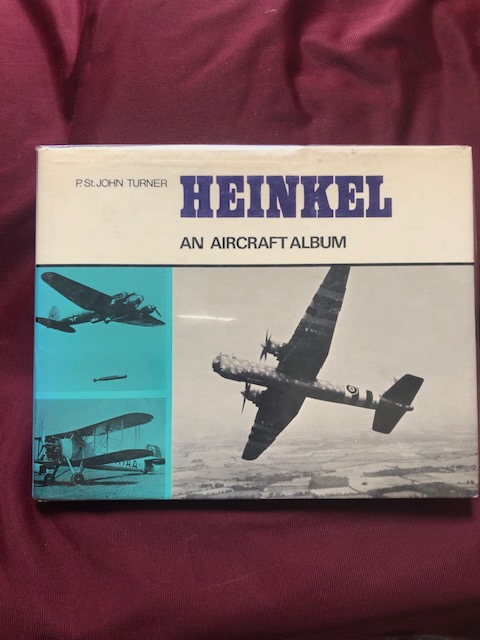 P. St. JOHN TURNER
HEINKEL
AN AIRCRAFT ALBUM